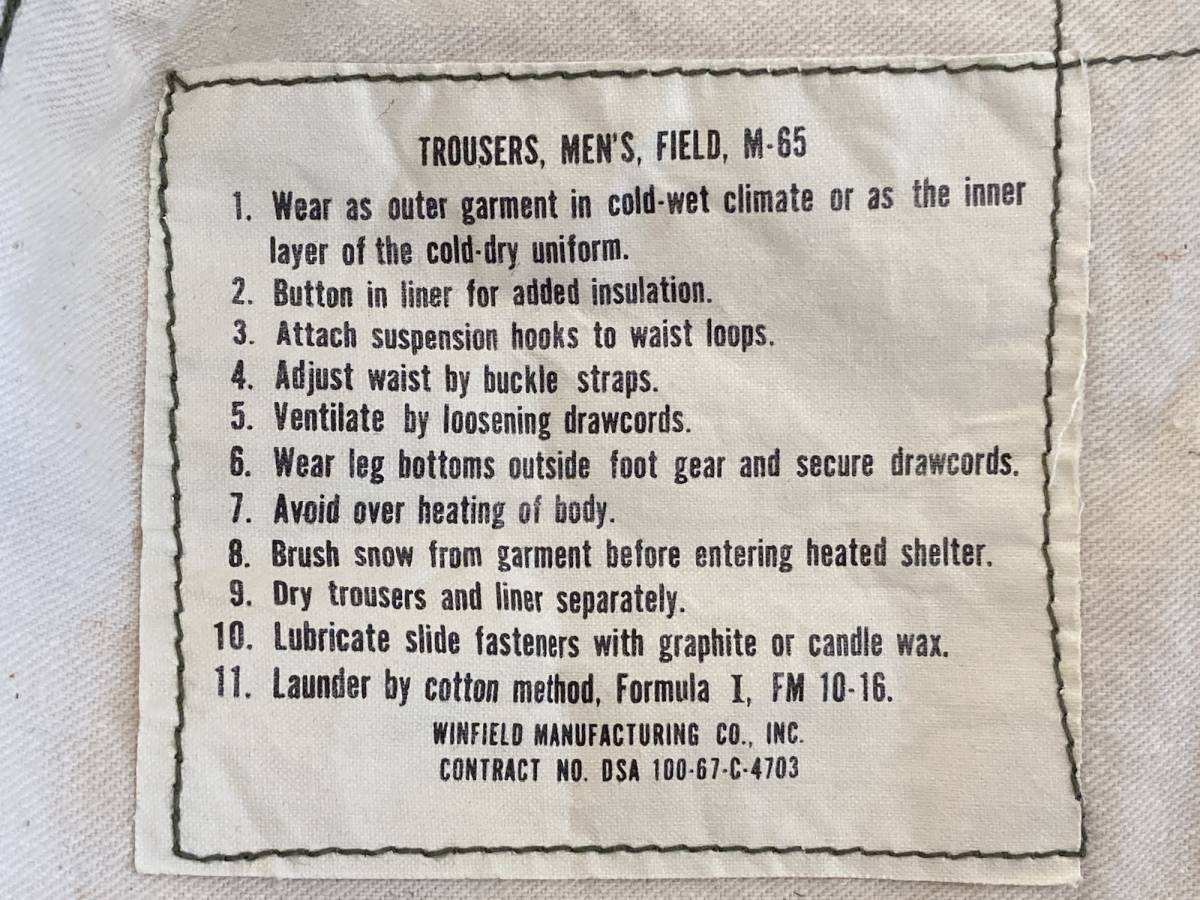 TROUSERS, MEN'S, FIELD, M-65
1. Wear as outer garment in cold-wet climate or as the inner
layer of the cold-dry uniform.
2. Button in liner for added insulation.
3. Attach suspension hooks to waist loops.
4. Adjust waist by buckle straps.
5. Ventilate by loosening drawcords.
6. Wear leg bottoms outside foot gear and secure drawcords.
7. Avoid over heating of body.
8. Brush snow from garment before entering heated shelter.
9. Dry trousers and liner separately.
10. Lubricate slide fasteners with graphite or candle wax.
11. Launder by cotton method, Formula I, FM 10-16.
WINFIELD MANUFACTURING CO., INC.
CONTRACT NO. DSA 100-67-C-4703